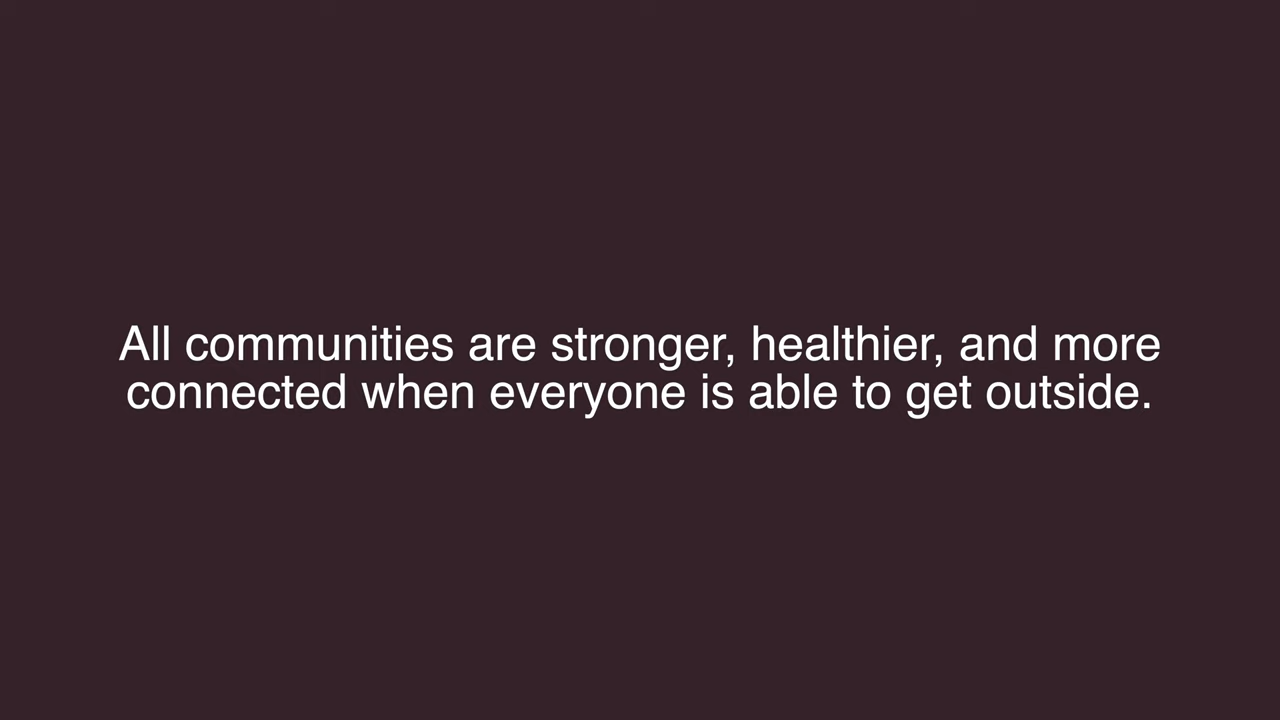 All communities are stronger, healthier, and more
connected when everyone is able to get outside.